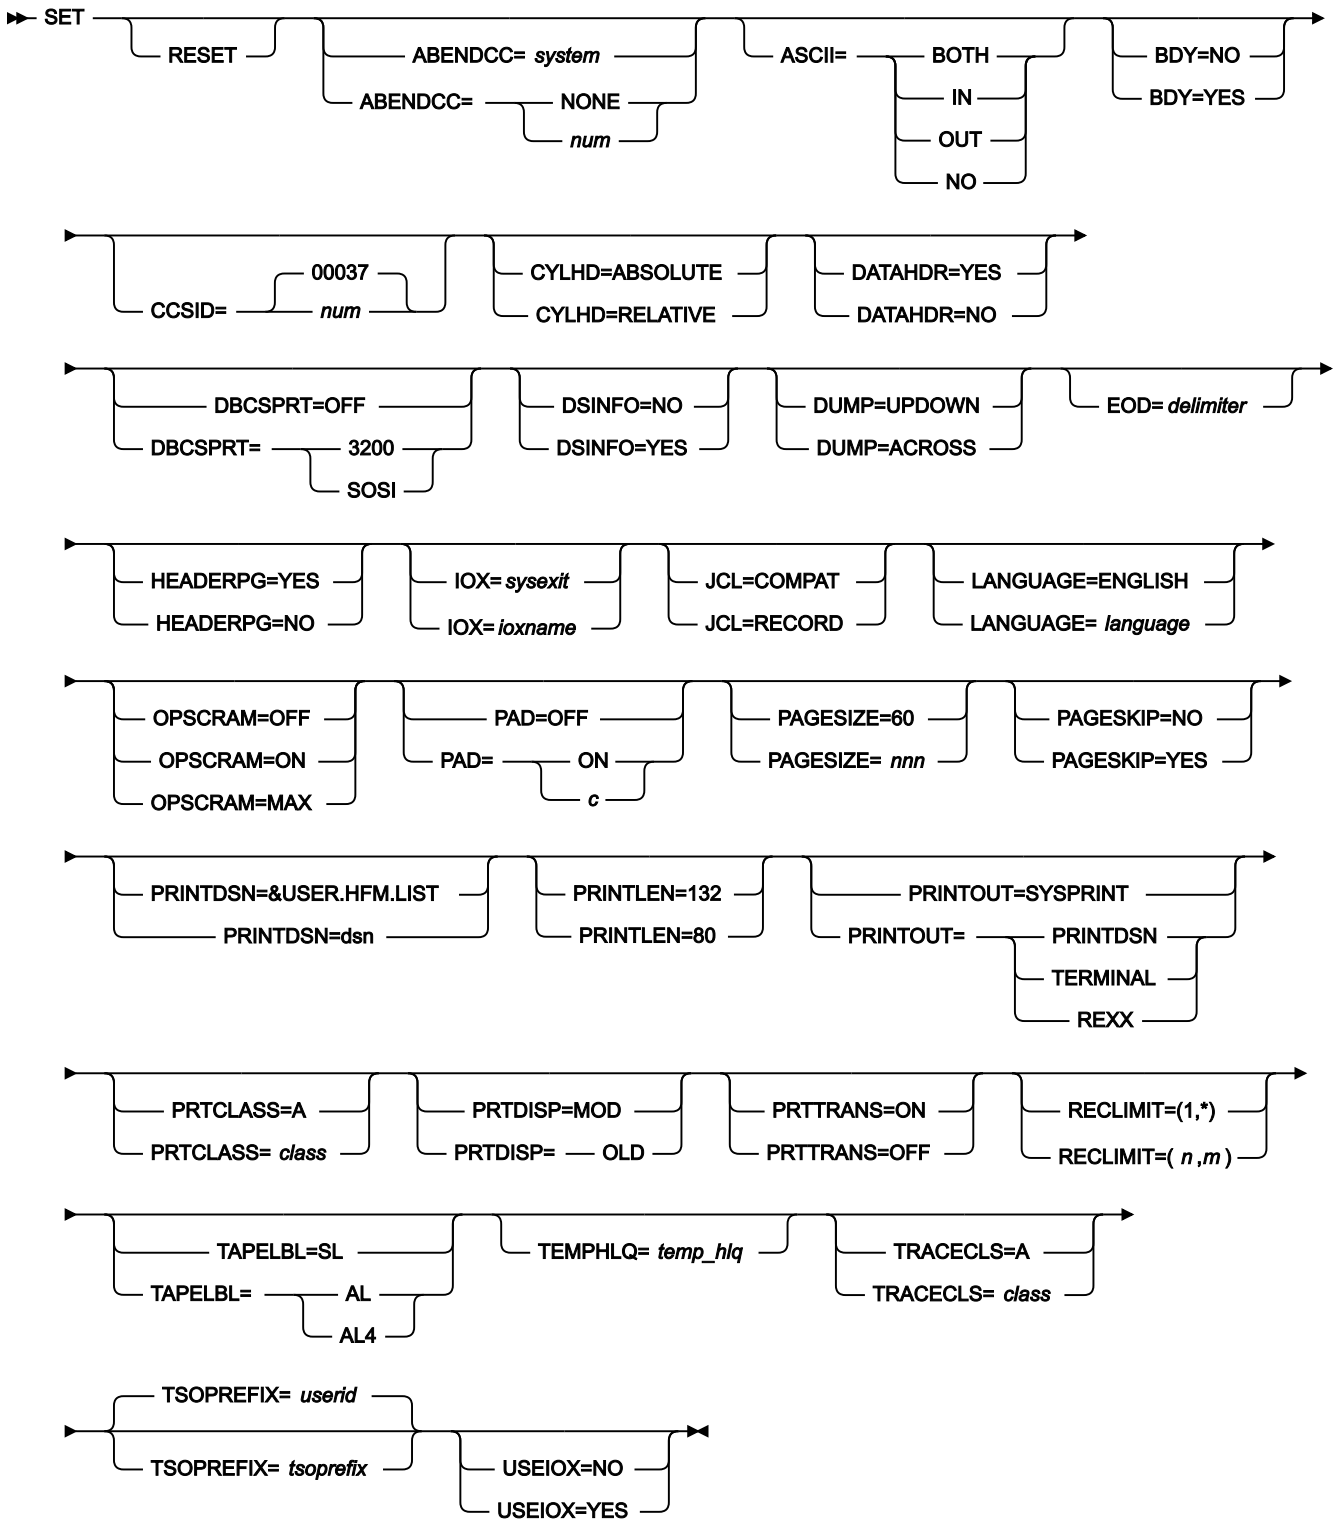 SET RESET ABENDCC= system ASCII= BOTH BDY=NO
ABENDCC= NONE IN BDY=YES
num OUT
NO
00037 CYLHD=ABSOLUTE DATAHDR=YES
CCSID= num CYLHD=RELATIVE DATAHDR=NO
DBCSPRT=OFF DSINFO=NO DUMP=UPDOWN EOD= delimiter
DBCSPRT= 3200 DSINFO=YES DUMP=ACROSS
SOSI
HEADERPG=YES IOX= sysexit JCL=COMPAT LANGUAGE=ENGLISH
HEADERPG=NO IOX= ioxname JCL=RECORD LANGUAGE= language
OPSCRAM=OFF PAD=OFF PAGESIZE=60 PAGESKIP=NO
OPSCRAM=ON PAD= ON PAGESIZE= nnn PAGESKIP=YES
OPSCRAM=MAX c
PRINTDSN=&USER.HFM.LIST PRINTLEN=132 PRINTOUT=SYSPRINT
PRINTDSN=dsn PRINTLEN=80 PRINTOUT= PRINTDSN
TERMINAL
REXX
PRTCLASS=A PRTDISP=MOD PRTTRANS=ON RECLIMIT=(1,*)
PRTCLASS= class PRTDISP= OLD PRTTRANS=OFF RECLIMIT=( n ,m )
TAPELBL=SL TEMPHLQ= temp_hlq TRACECLS=A
TAPELBL= AL TRACECLS= class
AL4
TSOPREFIX= userid
TSOPREFIX= tsoprefix USEIOX=NO
USEIOX=YES